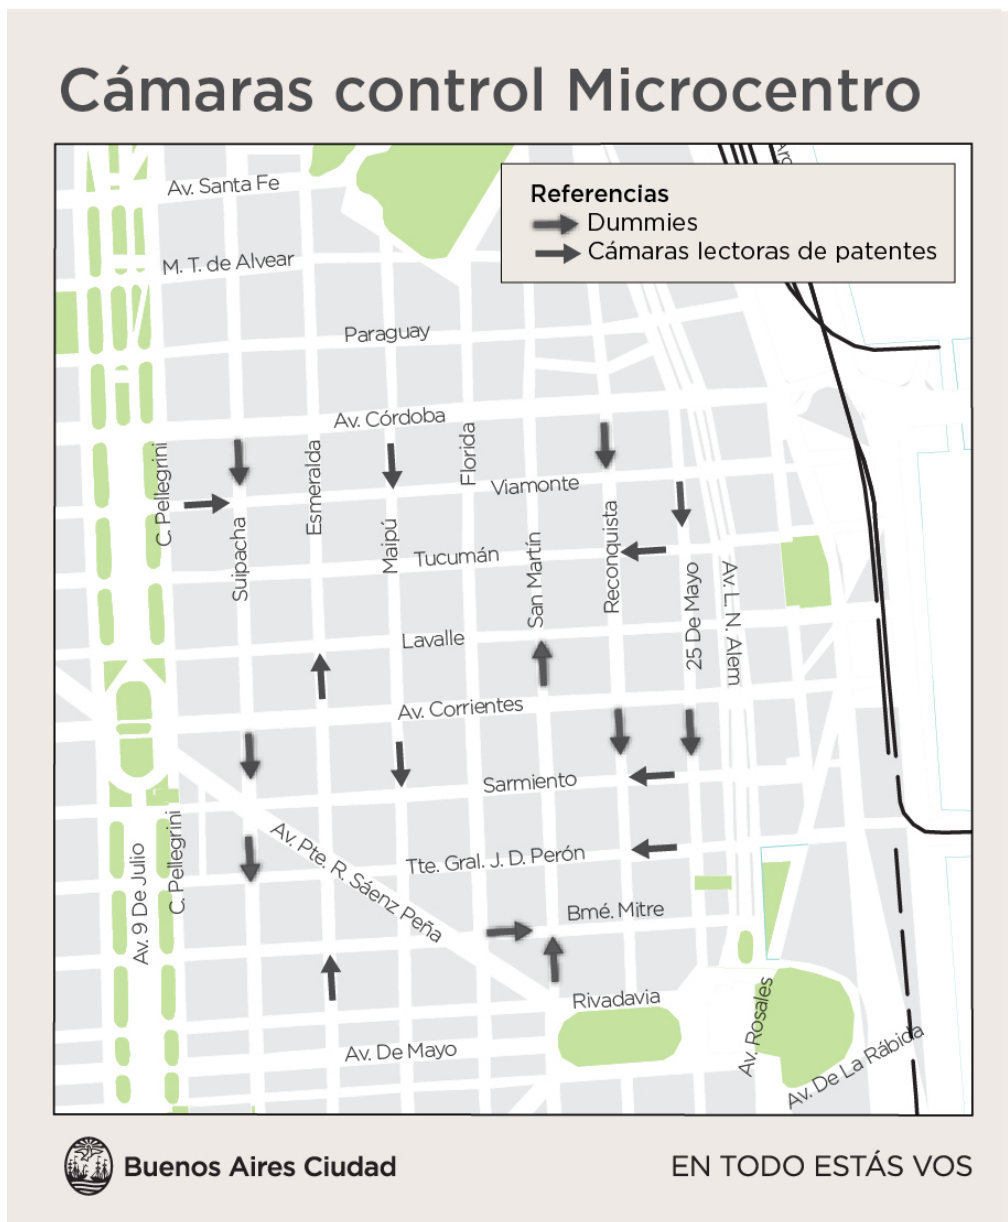 Cámaras control Microcentro
Referencias
Dummies
Cámaras lectoras de patentes
Av. Santa Fe
M. T. de Alvear
Paraguay
Av. Córdoba
C. Pellegrini
Suipacha
Esmeralda
Maipú
Florida
Viamonte
Tucumán
San Martín
Reconquista
25 De Mayo
Av. L. N. Alem
Lavalle
Av. Corrientes
Sarmiento
Av. 9 De Julio
C. Pellegrini
Av. Pte. R. Sáenz Peña
Tte. Gral. J. D. Perón
Bmé. Mitre
Rivadavia
Av. De Mayo
Av. Rosales
Av. De La Rábida
Buenos Aires Ciudad
EN TODO ESTÁS VOS